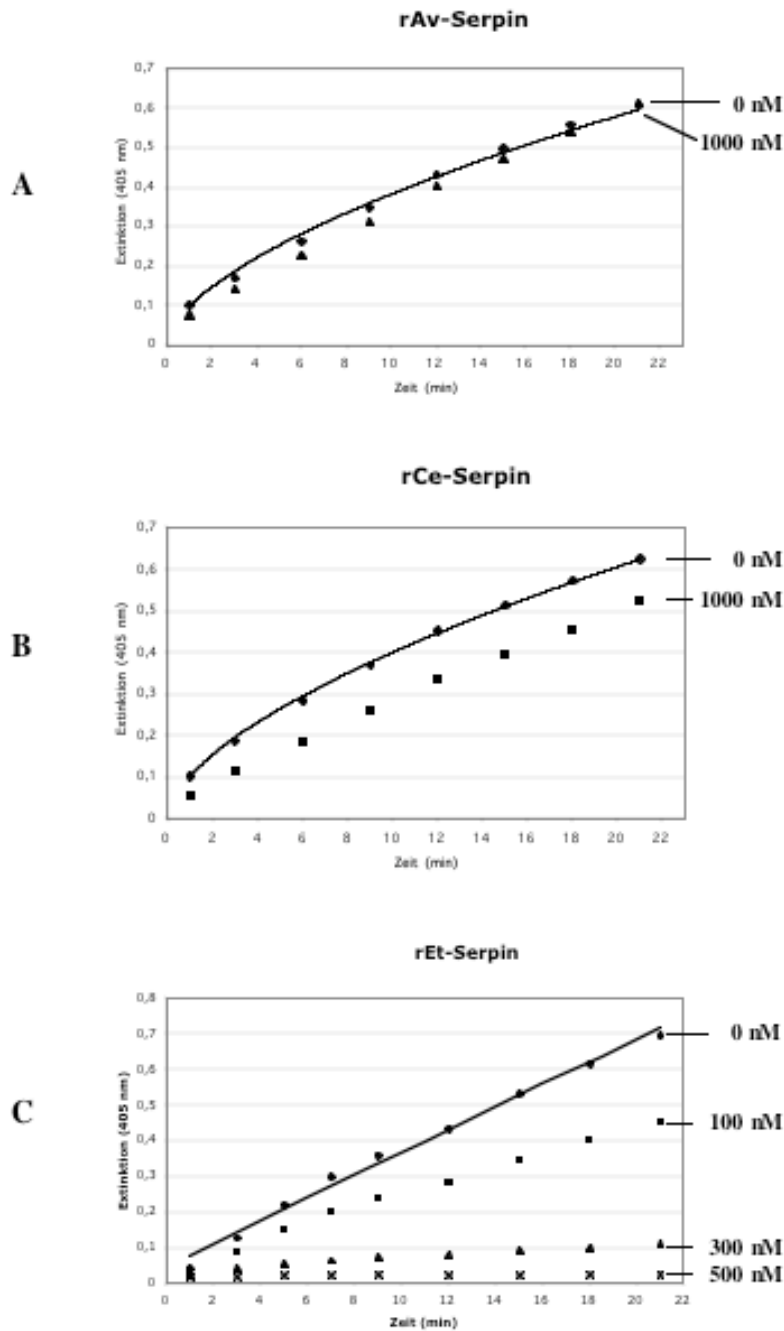 rAv-Serpin
A
Extinktion (405 nm)
0,7
0,6
0,5
0,4
0,3
0,2
0,1
0
0 2 4 6 8 10 12 14 16 18 20 22
Zeit (min)
0 nM
1000 nM
rCe-Serpin
B
Extinktion (405 nm)
0,7
0,6
0,5
0,4
0,3
0,2
0,1
0
0 2 4 6 8 10 12 14 16 18 20 22
Zeit (min)
0 nM
1000 nM
rEt-Serpin
C
Extinktion (405 nm)
0,8
0,7
0,6
0,5
0,4
0,3
0,2
0,1
0
0 2 4 6 8 10 12 14 16 18 20 22
Zeit (min)
0 nM
100 nM
300 nM
500 nM